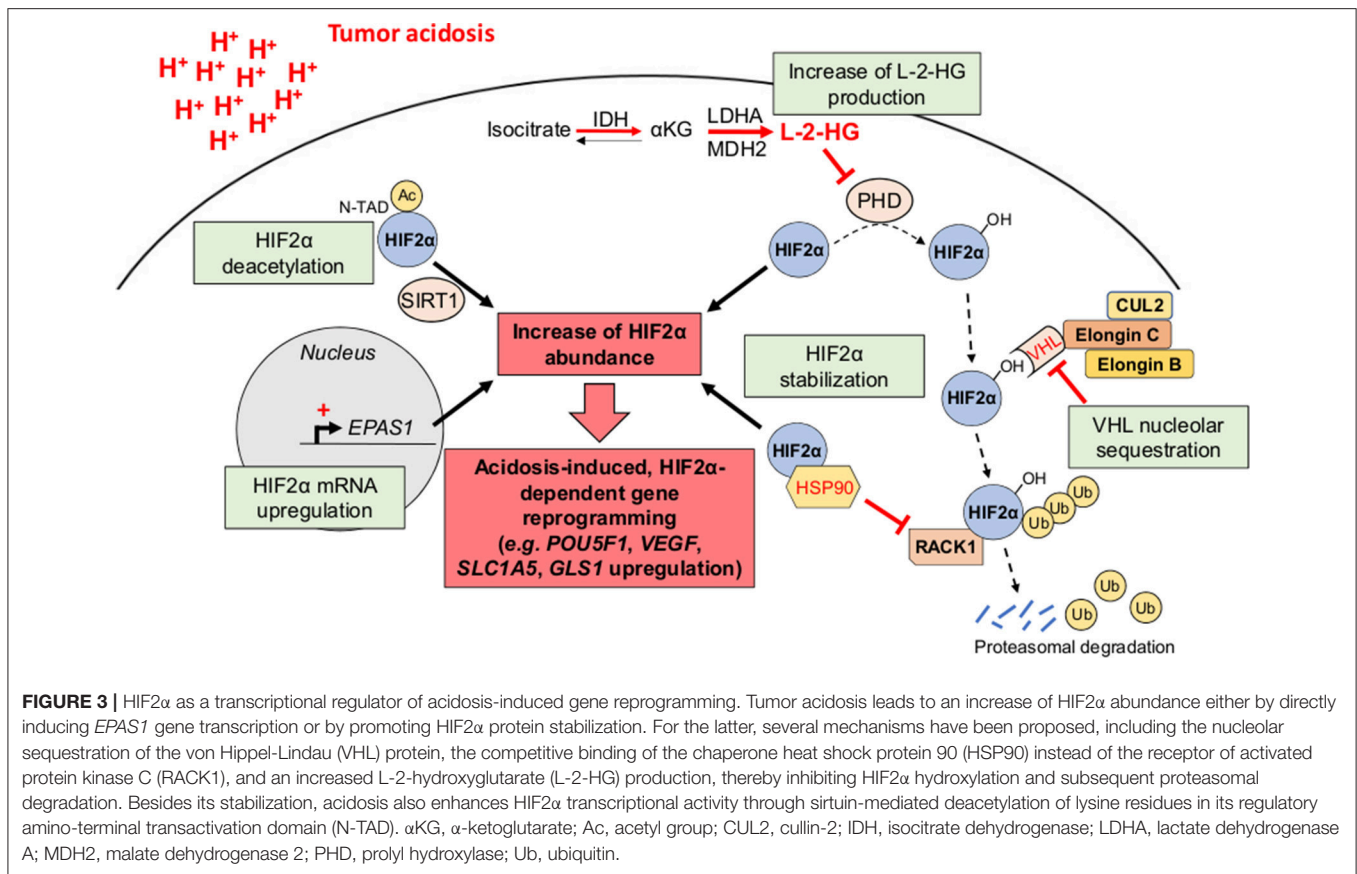 Tumor acidosis
H+
H+
H+
H+
H+
H+
H+
H+
H+
H+
H+
Increase of L-2-HG
production
Isocitrate
IDH
αKG
LDHA
MDH2
L-2-HG
PHD
N-TAD
Ac
HIF2α
HIF2α
deacetylation
SIRT1
HIF2α
OH
HIF2α
Nucleus
+
EPAS1
HIF2α mRNA
upregulation
Increase of HIF2α
abundance
Acidosis-induced, HIF2α-
dependent gene
reprogramming
(e.g. POU5F1, VEGF,
SLC1A5, GLS1 upregulation)
HIF2α
stabilization
CUL2
Elongin C
Elongin B
VHL
OH
HIF2α
VHL nucleolar
sequestration
HIF2α
HSP90
OH
HIF2α
Ub
Ub
Ub
RACK1
Ub
Ub
Ub
Proteasomal degradation
FIGURE 3 | HIF2α as a transcriptional regulator of acidosis-induced gene reprogramming. Tumor acidosis leads to an increase of HIF2α abundance either by directly
inducing EPAS1 gene transcription or by promoting HIF2α protein stabilization. For the latter, several mechanisms have been proposed, including the nucleolar
sequestration of the von Hippel-Lindau (VHL) protein, the competitive binding of the chaperone heat shock protein 90 (HSP90) instead of the receptor of activated
protein kinase C (RACK1), and an increased L-2-hydroxyglutarate (L-2-HG) production, thereby inhibiting HIF2α hydroxylation and subsequent proteasomal
degradation. Besides its stabilization, acidosis also enhances HIF2α transcriptional activity through sirtuin-mediated deacetylation of lysine residues in its regulatory
amino-terminal transactivation domain (N-TAD). αKG, α-ketoglutarate; Ac, acetyl group; CUL2, cullin-2; IDH, isocitrate dehydrogenase; LDHA, lactate dehydrogenase
A; MDH2, malate dehydrogenase 2; PHD, prolyl hydroxylase; Ub, ubiquitin.